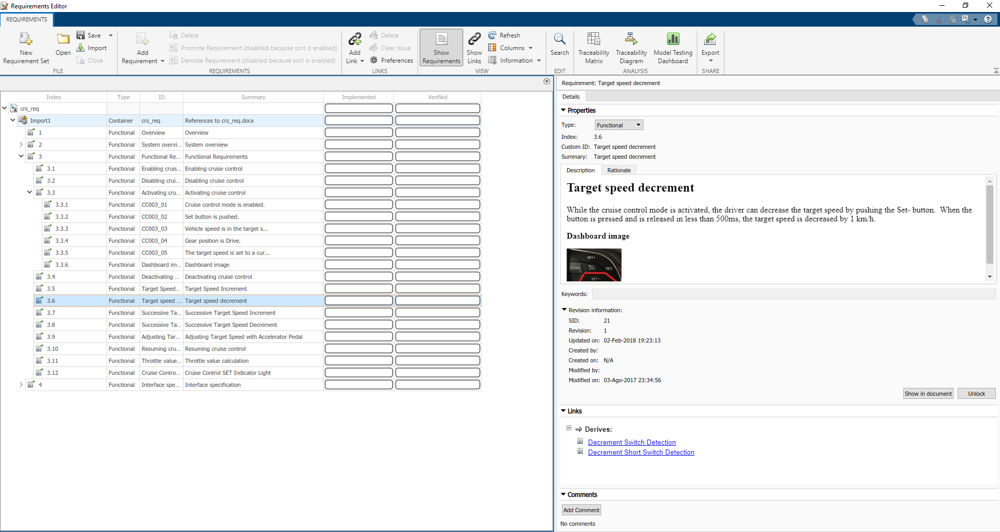 Requirements Editor
REQUIREMENTS
New
Requirement Set
Open
Save
Import
Close
FILE
Add
Requirement
Delete
Promote Requirement (disabled because sort is enabled)
Demote Requirement (disabled because sort is enabled)
REQUIREMENTS
Add
Link
Delete
Clear Issue
Preferences
LINKS
Show
Requirements
Show
Links
Refresh
Columns
Information
VIEW
Search
EDIT
Traceability
Matrix
Traceability
Diagram
Model Testing
Dashboard
ANALYSIS
Export
SHARE
Index Type ID Summary Implemented Verified
crs_req
Import1 Container crs_req References to crs_req.docx
1 Functional Overview Overview
2 Functional System overvi... System overview
3 Functional Functional Re... Functional Requirements
3.1 Functional Enabling cruis... Enabling cruise control
3.2 Functional Disabling crui... Disabling cruise control
3.3 Functional Activating cru... Activating cruise control
3.3.1 Functional CC003_01 Cruise control mode is enabled.
3.3.2 Functional CC003_02 Set button is pushed.
3.3.3 Functional CC003_03 Vehicle speed is in the target s...
3.3.4 Functional CC003_04 Gear position is Drive.
3.3.5 Functional CC003_05 The target speed is set to a cur...
3.3.6 Functional Dashboard im... Dashboard image
3.4 Functional Deactivating ... Deactivating cruise control
3.5 Functional Target Speed... Target Speed Increment
3.6 Functional Target speed ... Target speed decrement
3.7 Functional Successive Ta... Successive Target Speed Increment
3.8 Functional Successive Ta... Successive Target Speed Decrement
3.9 Functional Adjusting Tar... Adjusting Target Speed with Accelerator Pedal
3.10 Functional Resuming cru... Resuming cruise control
3.11 Functional Throttle value... Throttle value calculation
3.12 Functional Cruise Contro... Cruise Control SET Indicator Light
4 Functional Interface spe... Interface specification
Requirement: Target speed decrement
Details
Properties
Type: Functional
Index: 3.6
Custom ID: Target speed decrement
Summary: Target speed decrement
Description Rationale
Target speed decrement
While the cruise control mode is activated, the driver can decrease the target speed by pushing the Set- button. When the
button is pressed and is released in less than 500ms, the target speed is decreased by 1 km/h.
Dashboard image
SET+
CANC RES
SET-
Keywords:
Revision information:
SID: 21
Revision: 1
Updated on: 02-Feb-2018 19:23:13
Created by:
Created on: N/A
Modified by:
Modified on: 03-Ago-2017 23:34:56
Show in document Unlock
Links
Derives:
Decrement Switch Detection
Decrement Short Switch Detection
Comments
Add Comment
No comments